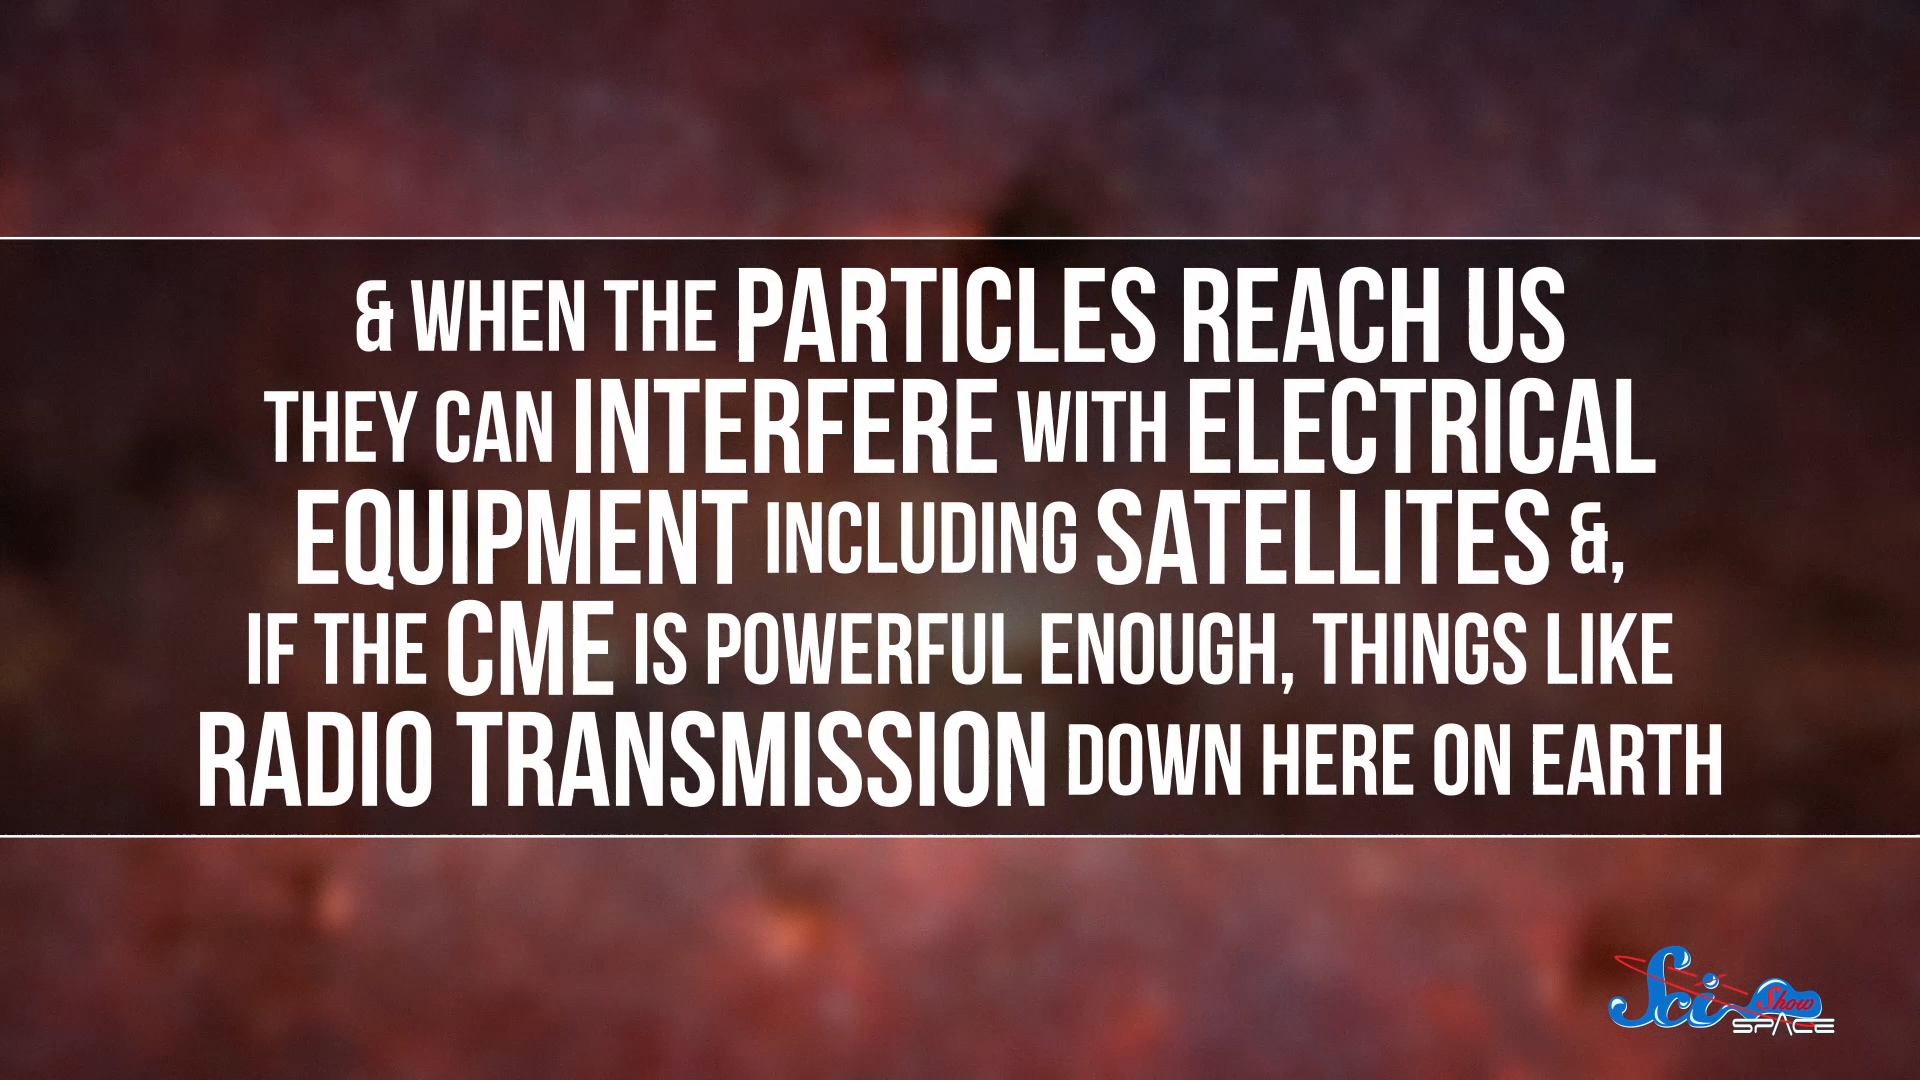 & WHEN THE PARTICLES REACH US
THEY CAN INTERFERE WITH ELECTRICAL
EQUIPMENT INCLUDING SATELLITES &,
IF THE CME IS POWERFUL ENOUGH, THINGS LIKE
RADIO TRANSMISSION DOWN HERE ON EARTH
Sci Show
SPACE